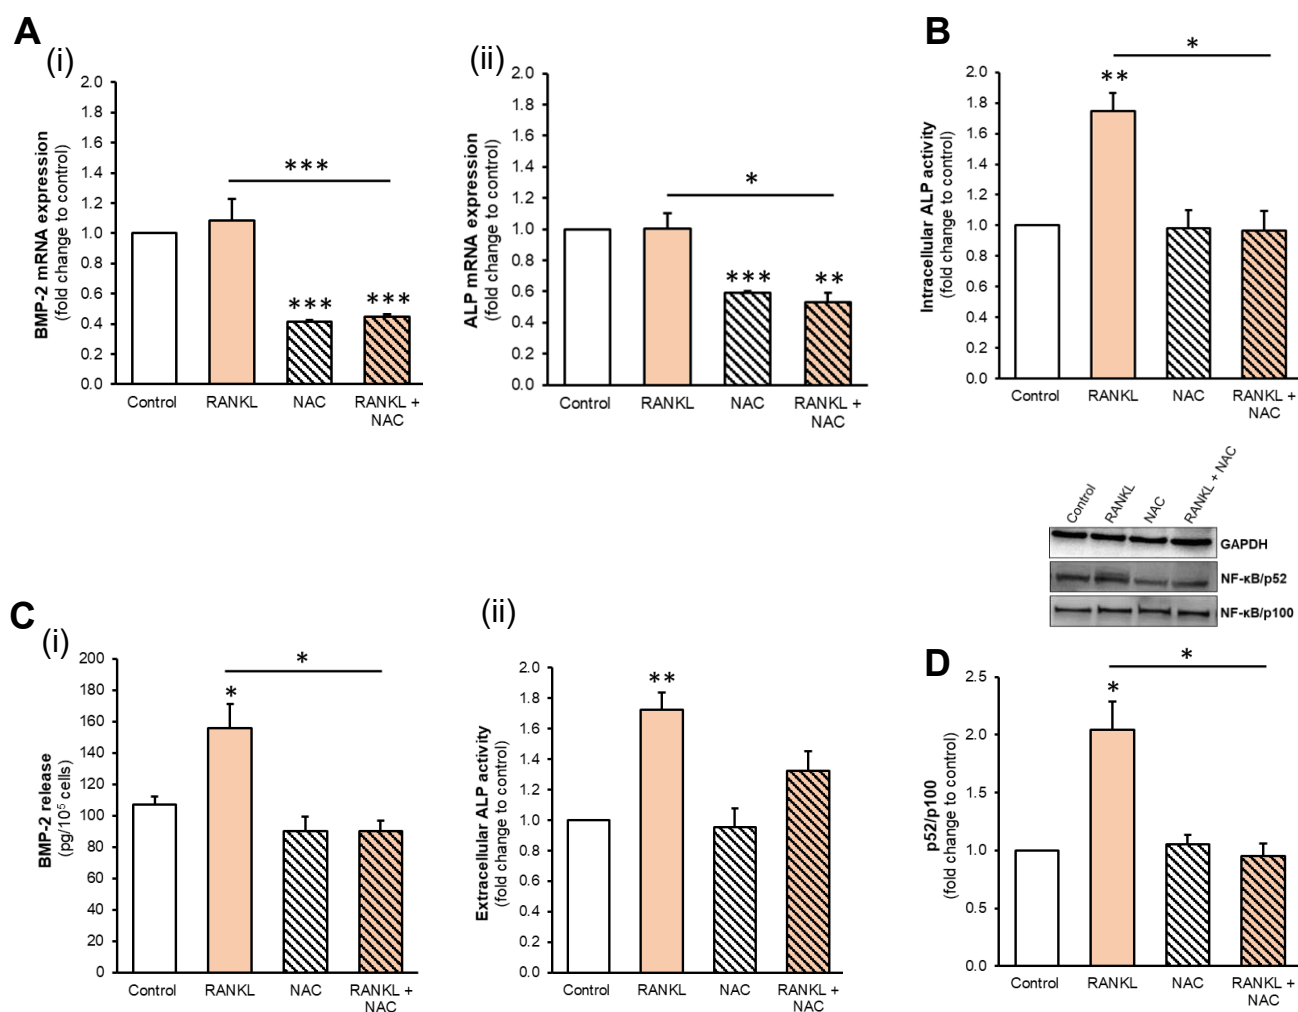 A
(i)
BMP-2 mRNA expression
(fold change to control)
2.0
1.8
1.6
1.4
1.2
1.0
0.8
0.6
0.4
0.2
0.0
***
***
***
Control
RANKL
NAC
RANKL +
NAC
(ii)
ALP mRNA expression
(fold change to control)
2.0
1.8
1.6
1.4
1.2
1.0
0.8
0.6
0.4
0.2
0.0
*
***
**
Control
RANKL
NAC
RANKL +
NAC
B
Intracellular ALP activity
(fold change to control)
2.0
1.8
1.6
1.4
1.2
1.0
0.8
0.6
0.4
0.2
0.0
*
**
Control
RANKL
NAC
RANKL +
NAC
C
(i)
BMP-2 release
(pg/10⁵ cells)
200
180
160
140
120
100
80
60
40
20
0
*
*
Control
RANKL
NAC
RANKL +
NAC
(ii)
Extracellular ALP activity
(fold change to control)
2.0
1.8
1.6
1.4
1.2
1.0
0.8
0.6
0.4
0.2
0.0
**
Control
RANKL
NAC
RANKL +
NAC
Control
RANKL
NAC
RANKL + NAC
GAPDH
NF-κB/p52
NF-κB/p100
D
p52/p100
(fold change to control)
2.5
2.0
1.5
1.0
0.5
0.0
*
*
Control
RANKL
NAC
RANKL +
NAC